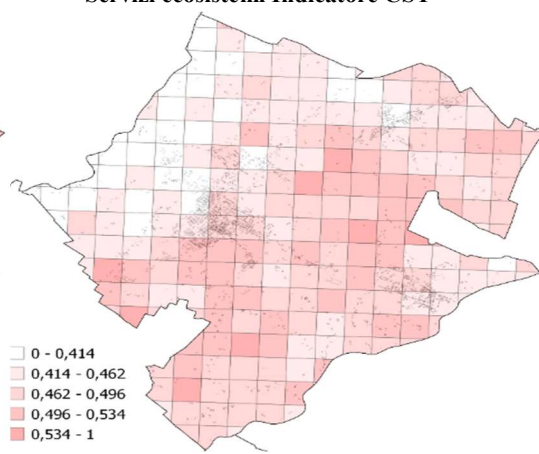 Servizi ecosistemi Indicatore
0 - 0,414
0,414 - 0,462
0,462 - 0,496
0,496 - 0,534
0,534 - 1